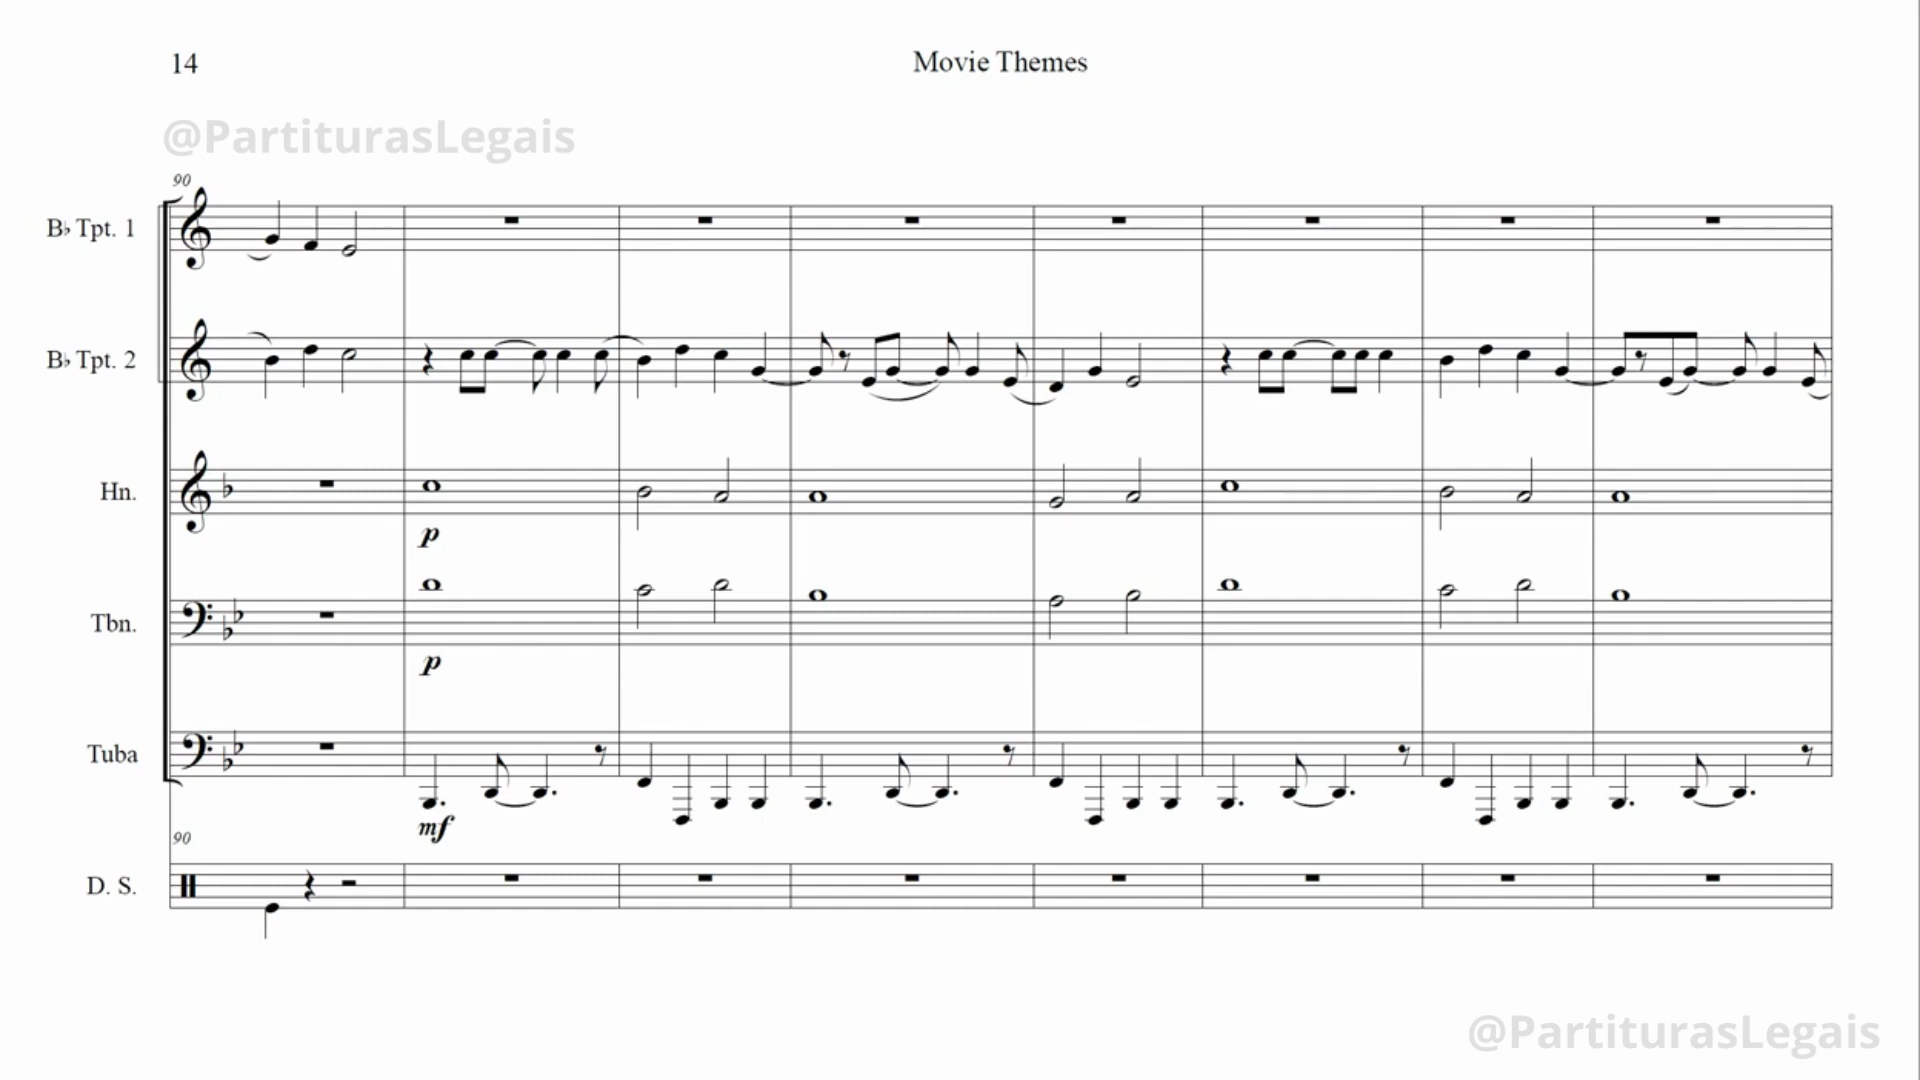 14
Movie Themes
@PartiturasLegais
90
B♭ Tpt. 1
B♭ Tpt. 2
Hn.
p
Tbn.
p
Tuba
mf
90
D. S.
@PartiturasLegais